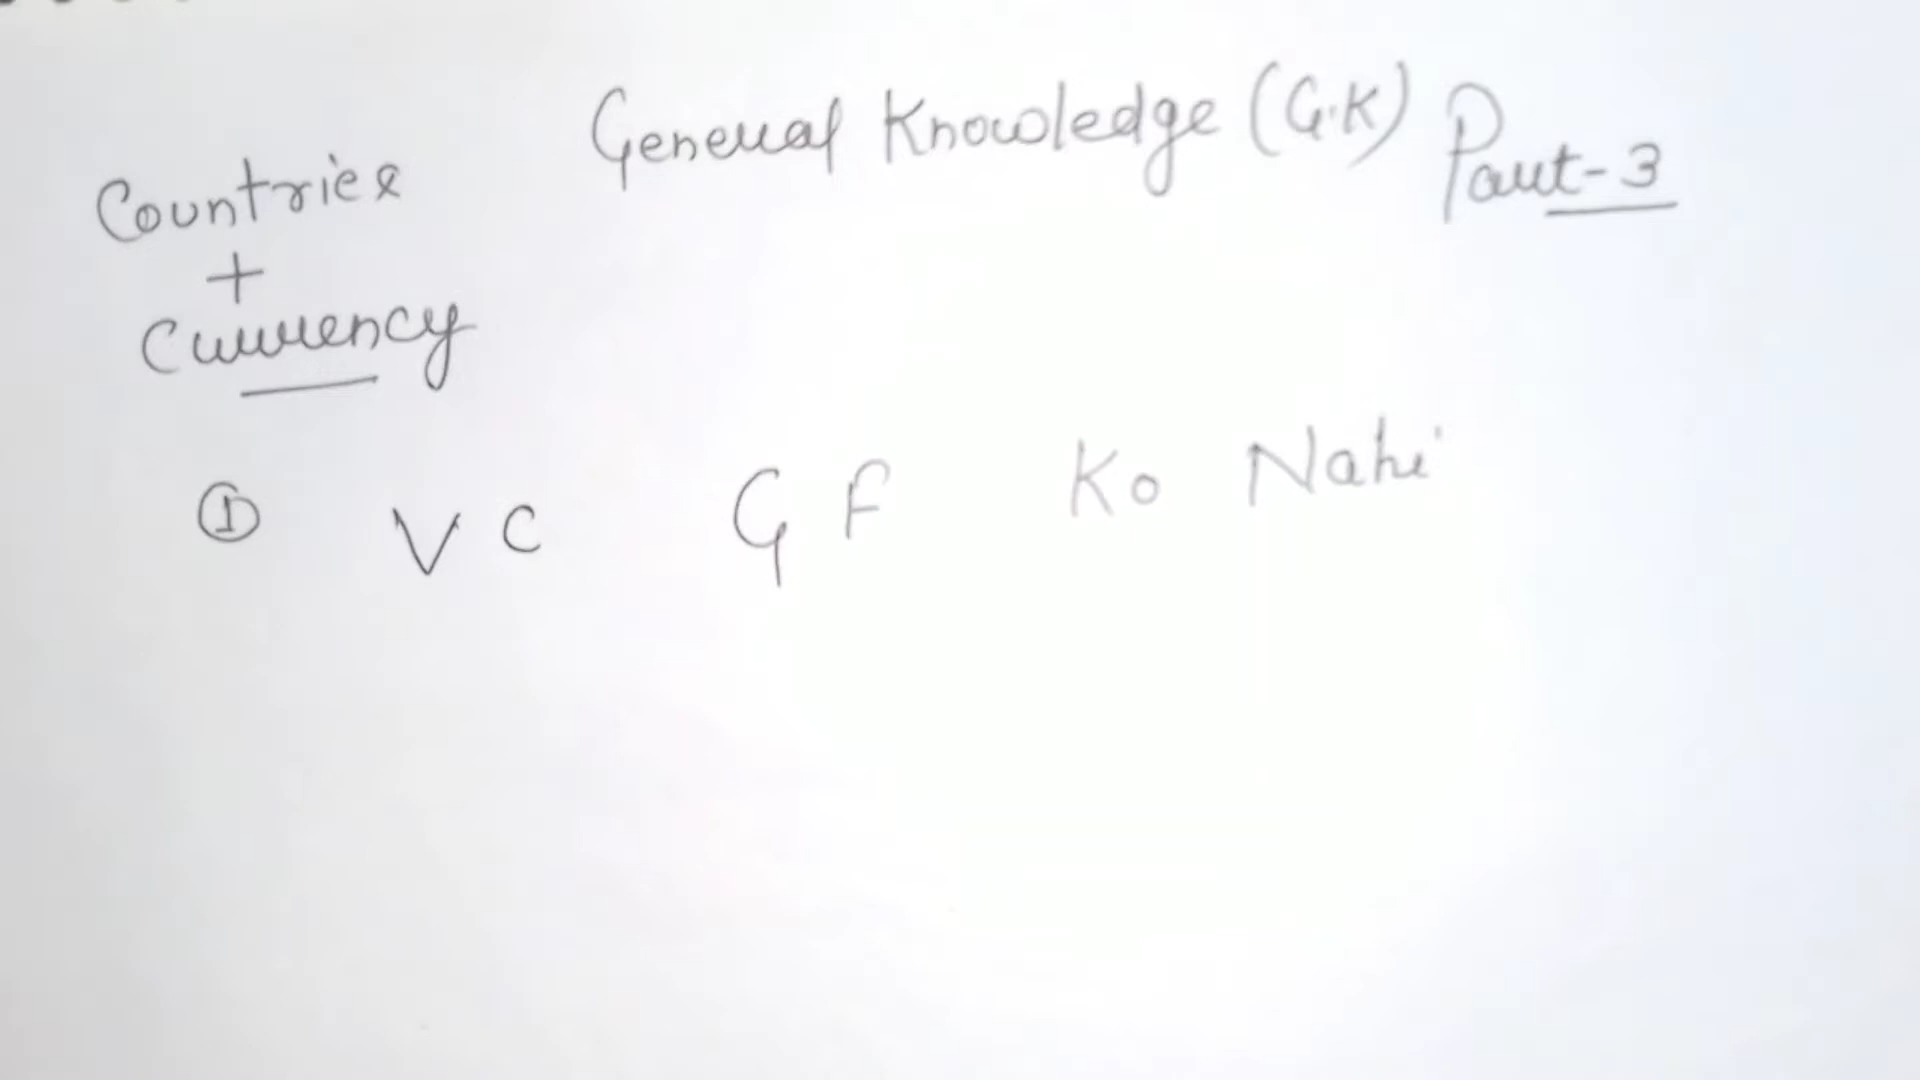 General Knowledge (G.K) Part-3
Countries
+
Currency
① V C G F Ko Nahi